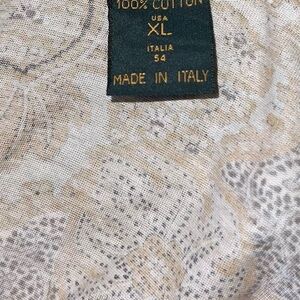 100% COTTON
USA
XL
ITALIA
54
MADE IN ITALY